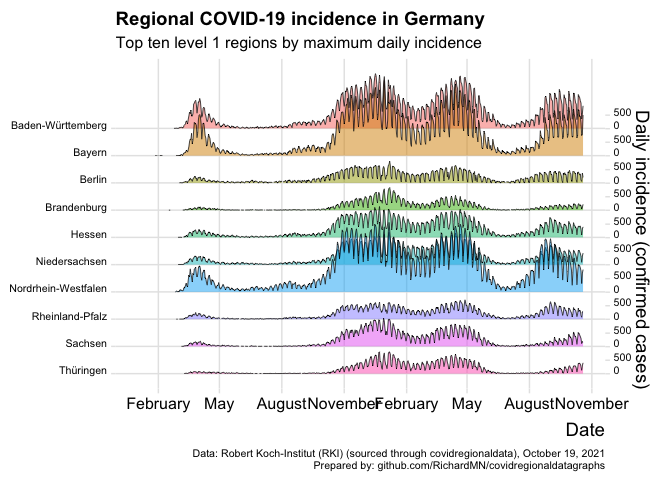 Regional COVID-19 incidence in Germany
Top ten level 1 regions by maximum daily incidence
Baden-Württemberg
Bayern
Berlin
Brandenburg
Hessen
Niedersachsen
Nordrhein-Westfalen
Rheinland-Pfalz
Sachsen
Thüringen
500
0
500
0
500
0
500
0
500
0
500
0
500
0
500
0
500
0
500
0
Daily incidence (confirmed cases)
February May August November February May August November
Date
Data: Robert Koch-Institut (RKI) (sourced through covidregionaldata), October 19, 2021
Prepared by: github.com/RichardMN/covidregionaldatagraphs